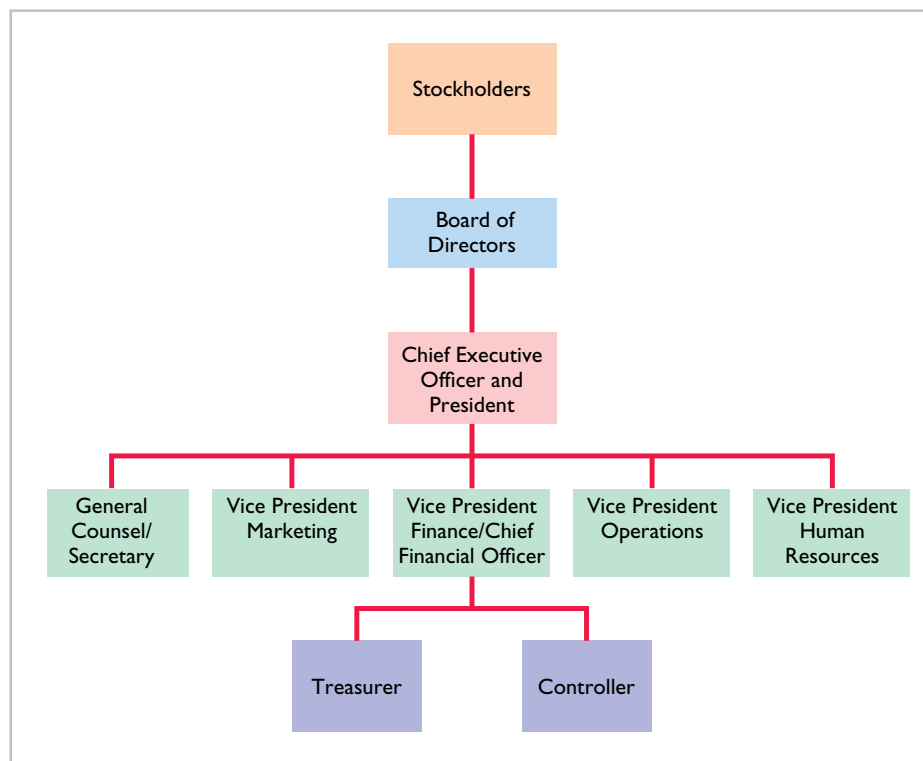 Stockholders
Board of
Directors
Chief Executive
Officer and
President
General
Counsel/
Secretary
Vice President
Marketing
Vice President
Finance/Chief
Financial Officer
Vice President
Operations
Vice President
Human
Resources
Treasurer
Controller